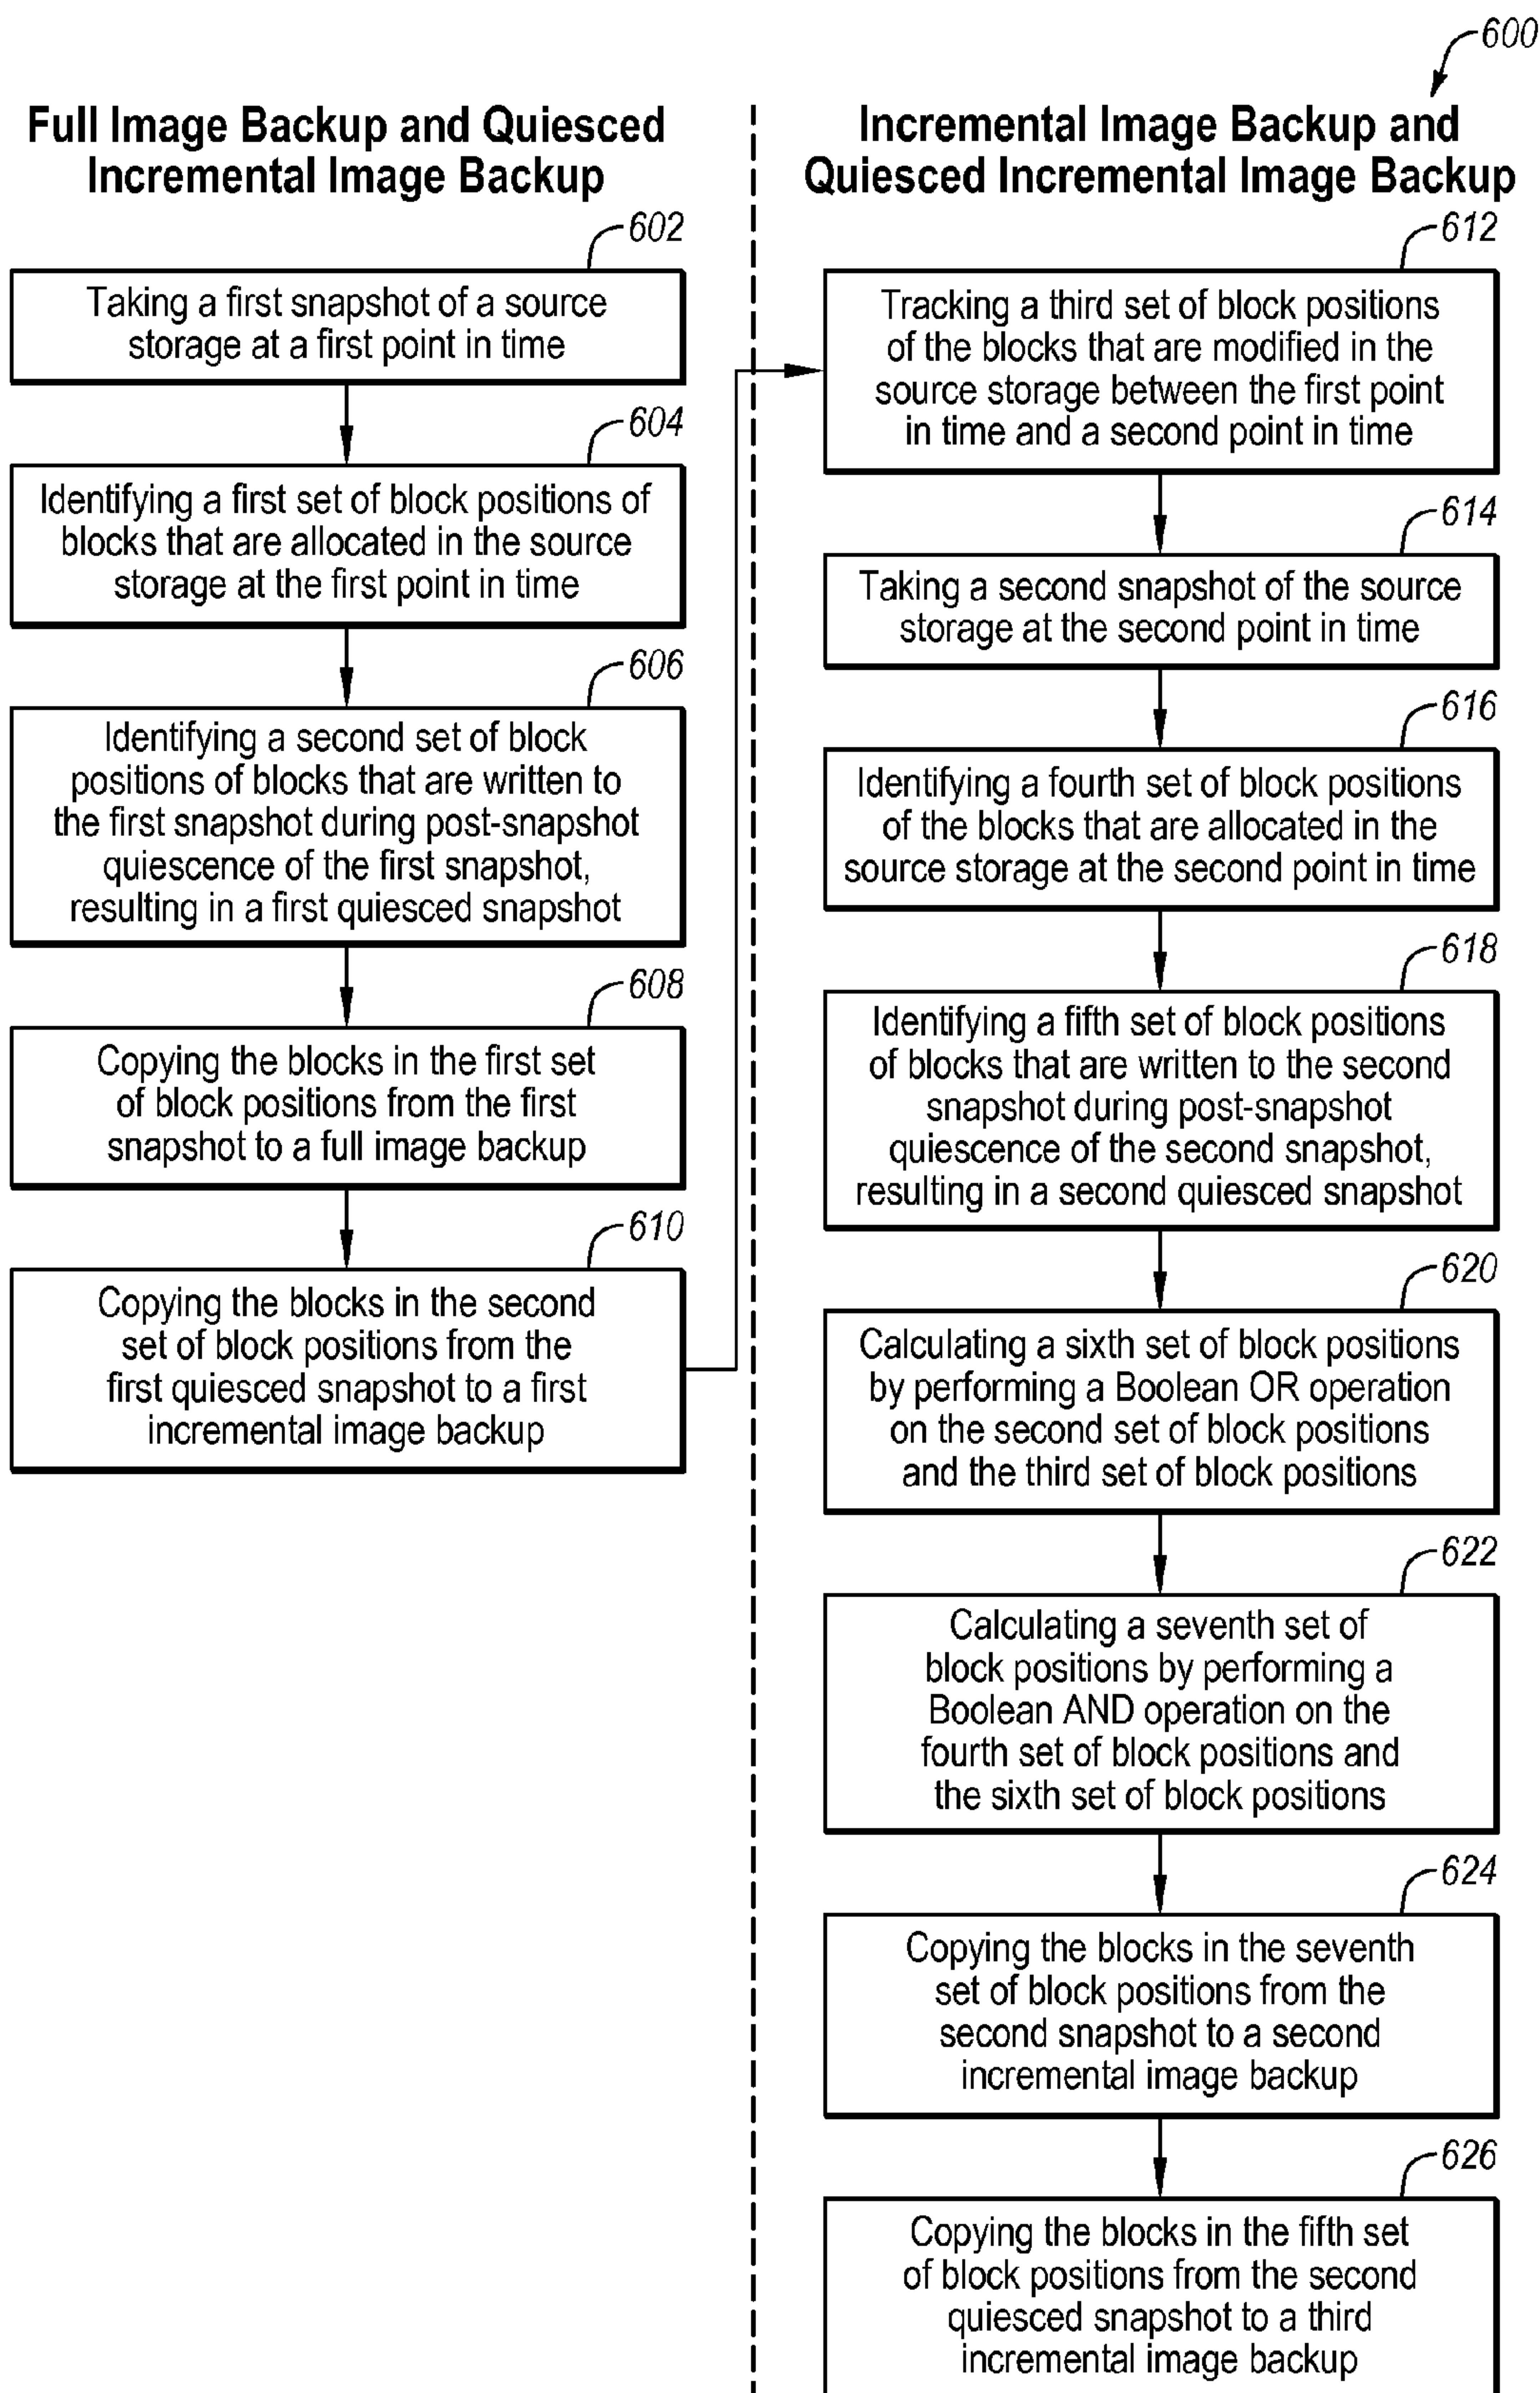 600
Full Image Backup and Quiesced
Incremental Image Backup
602
Taking a first snapshot of a source
storage at a first point in time
604
Identifying a first set of block positions of
blocks that are allocated in the source
storage at the first point in time
606
Identifying a second set of block
positions of blocks that are written to
the first snapshot during post-snapshot
quiescence of the first snapshot,
resulting in a first quiesced snapshot
608
Copying the blocks in the first set
of block positions from the first
snapshot to a full image backup
610
Copying the blocks in the second
set of block positions from the
first quiesced snapshot to a first
incremental image backup
Incremental Image Backup and
Quiesced Incremental Image Backup
612
Tracking a third set of block positions
of the blocks that are modified in the
source storage between the first point
in time and a second point in time
614
Taking a second snapshot of the source
storage at the second point in time
616
Identifying a fourth set of block positions
of the blocks that are allocated in the
source storage at the second point in time
618
Identifying a fifth set of block positions
of blocks that are written to the second
snapshot during post-snapshot
quiescence of the second snapshot,
resulting in a second quiesced snapshot
620
Calculating a sixth set of block positions
by performing a Boolean OR operation
on the second set of block positions
and the third set of block positions
622
Calculating a seventh set of
block positions by performing a
Boolean AND operation on the
fourth set of block positions and
the sixth set of block positions
624
Copying the blocks in the seventh
set of block positions from the
second snapshot to a second
incremental image backup
626
Copying the blocks in the fifth set
of block positions from the second
quiesced snapshot to a third
incremental image backup